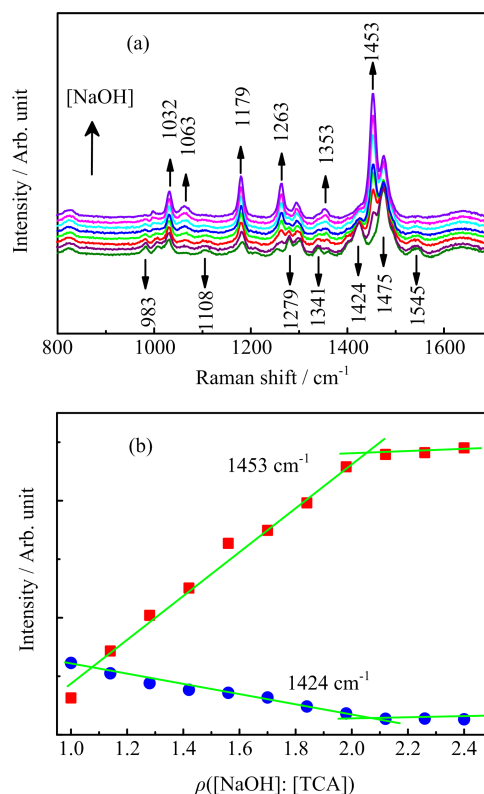 (a)
[NaOH]
1032
1063
1179
1263
1353
1453
983
1108
1279
1341
1424
1475
1545
Intensity / Arb. unit
800 1000 1200 1400 1600
Raman shift / cm⁻¹
(b)
1453 cm⁻¹
1424 cm⁻¹
Intensity / Arb. unit
1.0 1.2 1.4 1.6 1.8 2.0 2.2 2.4
ρ([NaOH]: [TCA])